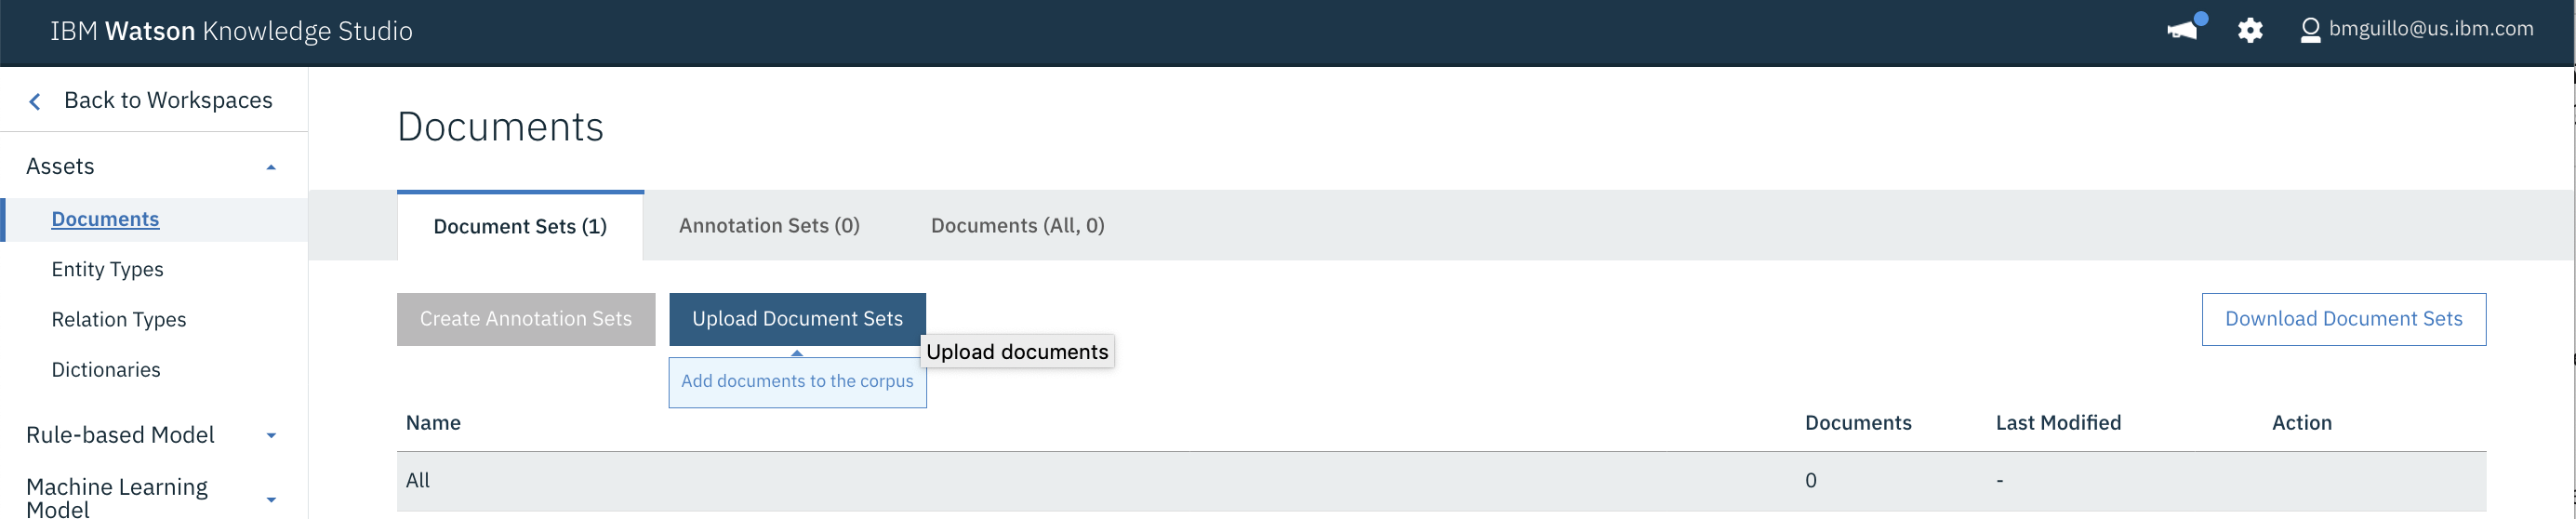 IBM Watson Knowledge Studio
bmguillo@us.ibm.com
Back to Workspaces
Assets
Documents
Entity Types
Relation Types
Dictionaries
Rule-based Model
Machine Learning
Model
Documents
Document Sets (1)
Annotation Sets (0)
Documents (All, 0)
Create Annotation Sets
Upload Document Sets
Upload documents
Add documents to the corpus
Download Document Sets
Name
Documents
Last Modified
Action
All
0
-